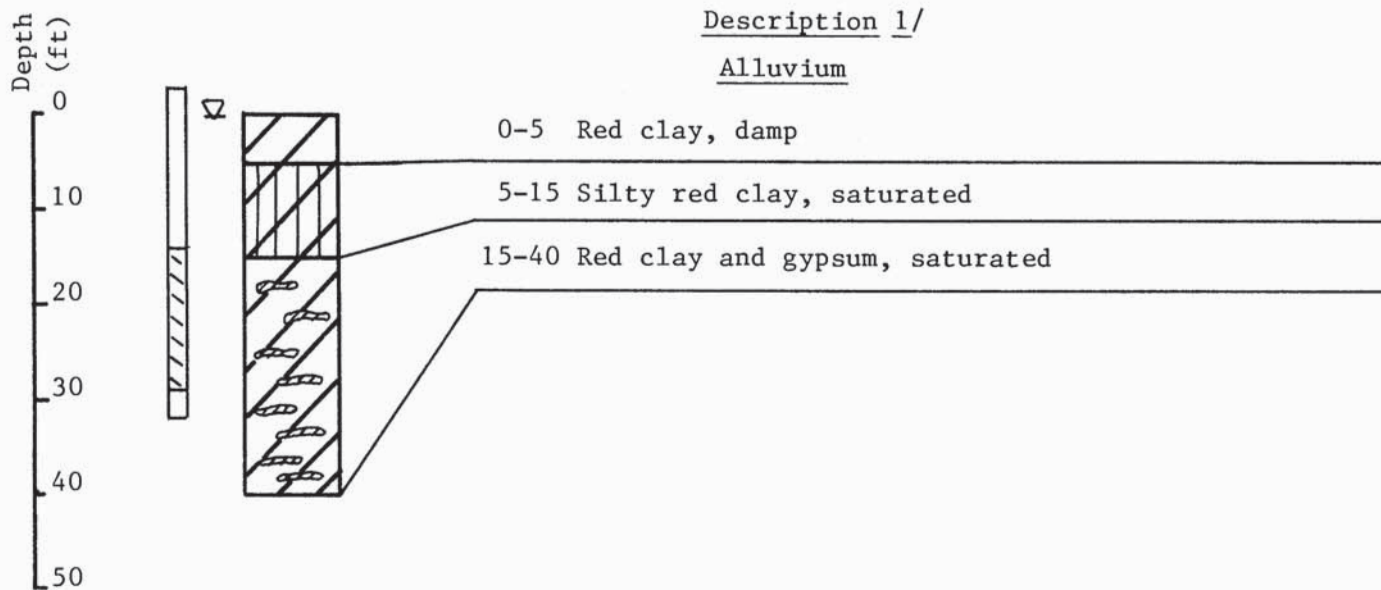 Description 1/
Alluvium
Depth
(ft)
0
0-5 Red clay, damp
10
5-15 Silty red clay, saturated
15-40 Red clay and gypsum, saturated
20
30
40
50